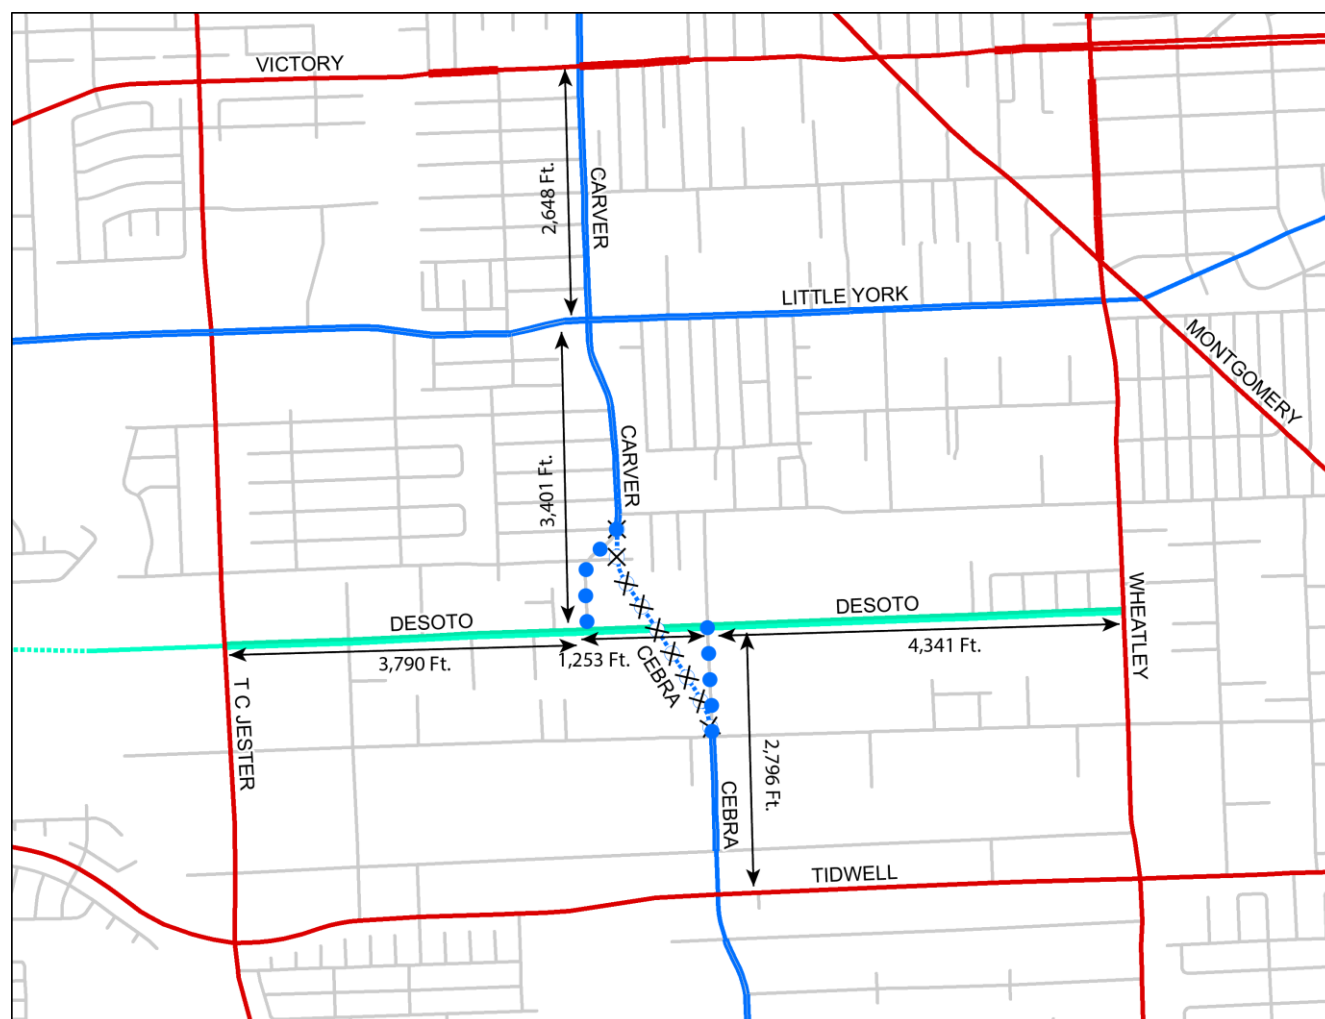 VICTORY
2,648 Ft.
CARVER
LITTLE YORK
MONTGOMERY
3,401 Ft.
CARVER
DESOTO
DESOTO
WHEATLEY
3,790 Ft.
1,253 Ft.
4,341 Ft.
CEBRA
T C JESTER
2,796 Ft.
CEBRA
TIDWELL